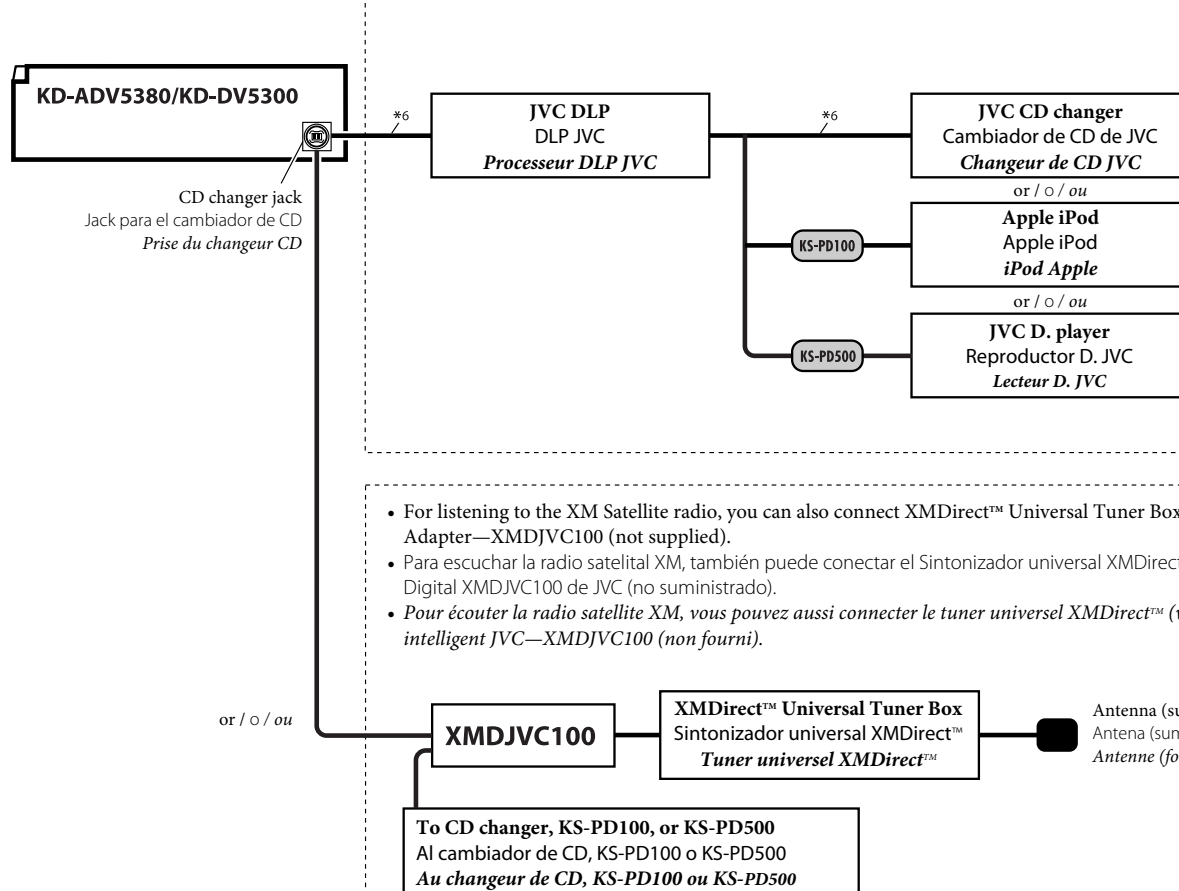 KD-ADV5380/KD-DV5300
*6
JVC DLP
DLP JVC
Processeur DLP JVC
*6
JVC CD changer
Cambiador de CD de JVC
Changeur de CD JVC
CD changer jack
Jack para el cambiador de CD
Prise du changeur CD
or / o / ou
KS-PD100
Apple iPod
Apple iPod
iPod Apple
or / o / ou
KS-PD500
JVC D. player
Reproductor D. JVC
Lecteur D. JVC
• For listening to the XM Satellite radio, you can also connect XMDirect™ Universal Tuner Box
Adapter—XMDJVC100 (not supplied).
• Para escuchar la radio satelital XM, también puede conectar el Sintonizador universal XMDirect
Digital XMDJVC100 de JVC (no suministrado).
• Pour écouter la radio satellite XM, vous pouvez aussi connecter le tuner universel XMDirect™
intelligent JVC—XMDJVC100 (non fourni).
or / o / ou
XMDJVC100
XMDirect™ Universal Tuner Box
Sintonizador universal XMDirect™
Tuner universel XMDirect™
Antenna
Antena
Antenne
To CD changer, KS-PD100, or KS-PD500
Al cambiador de CD, KS-PD100 o KS-PD500
Au changeur de CD, KS-PD100 ou KS-PD500